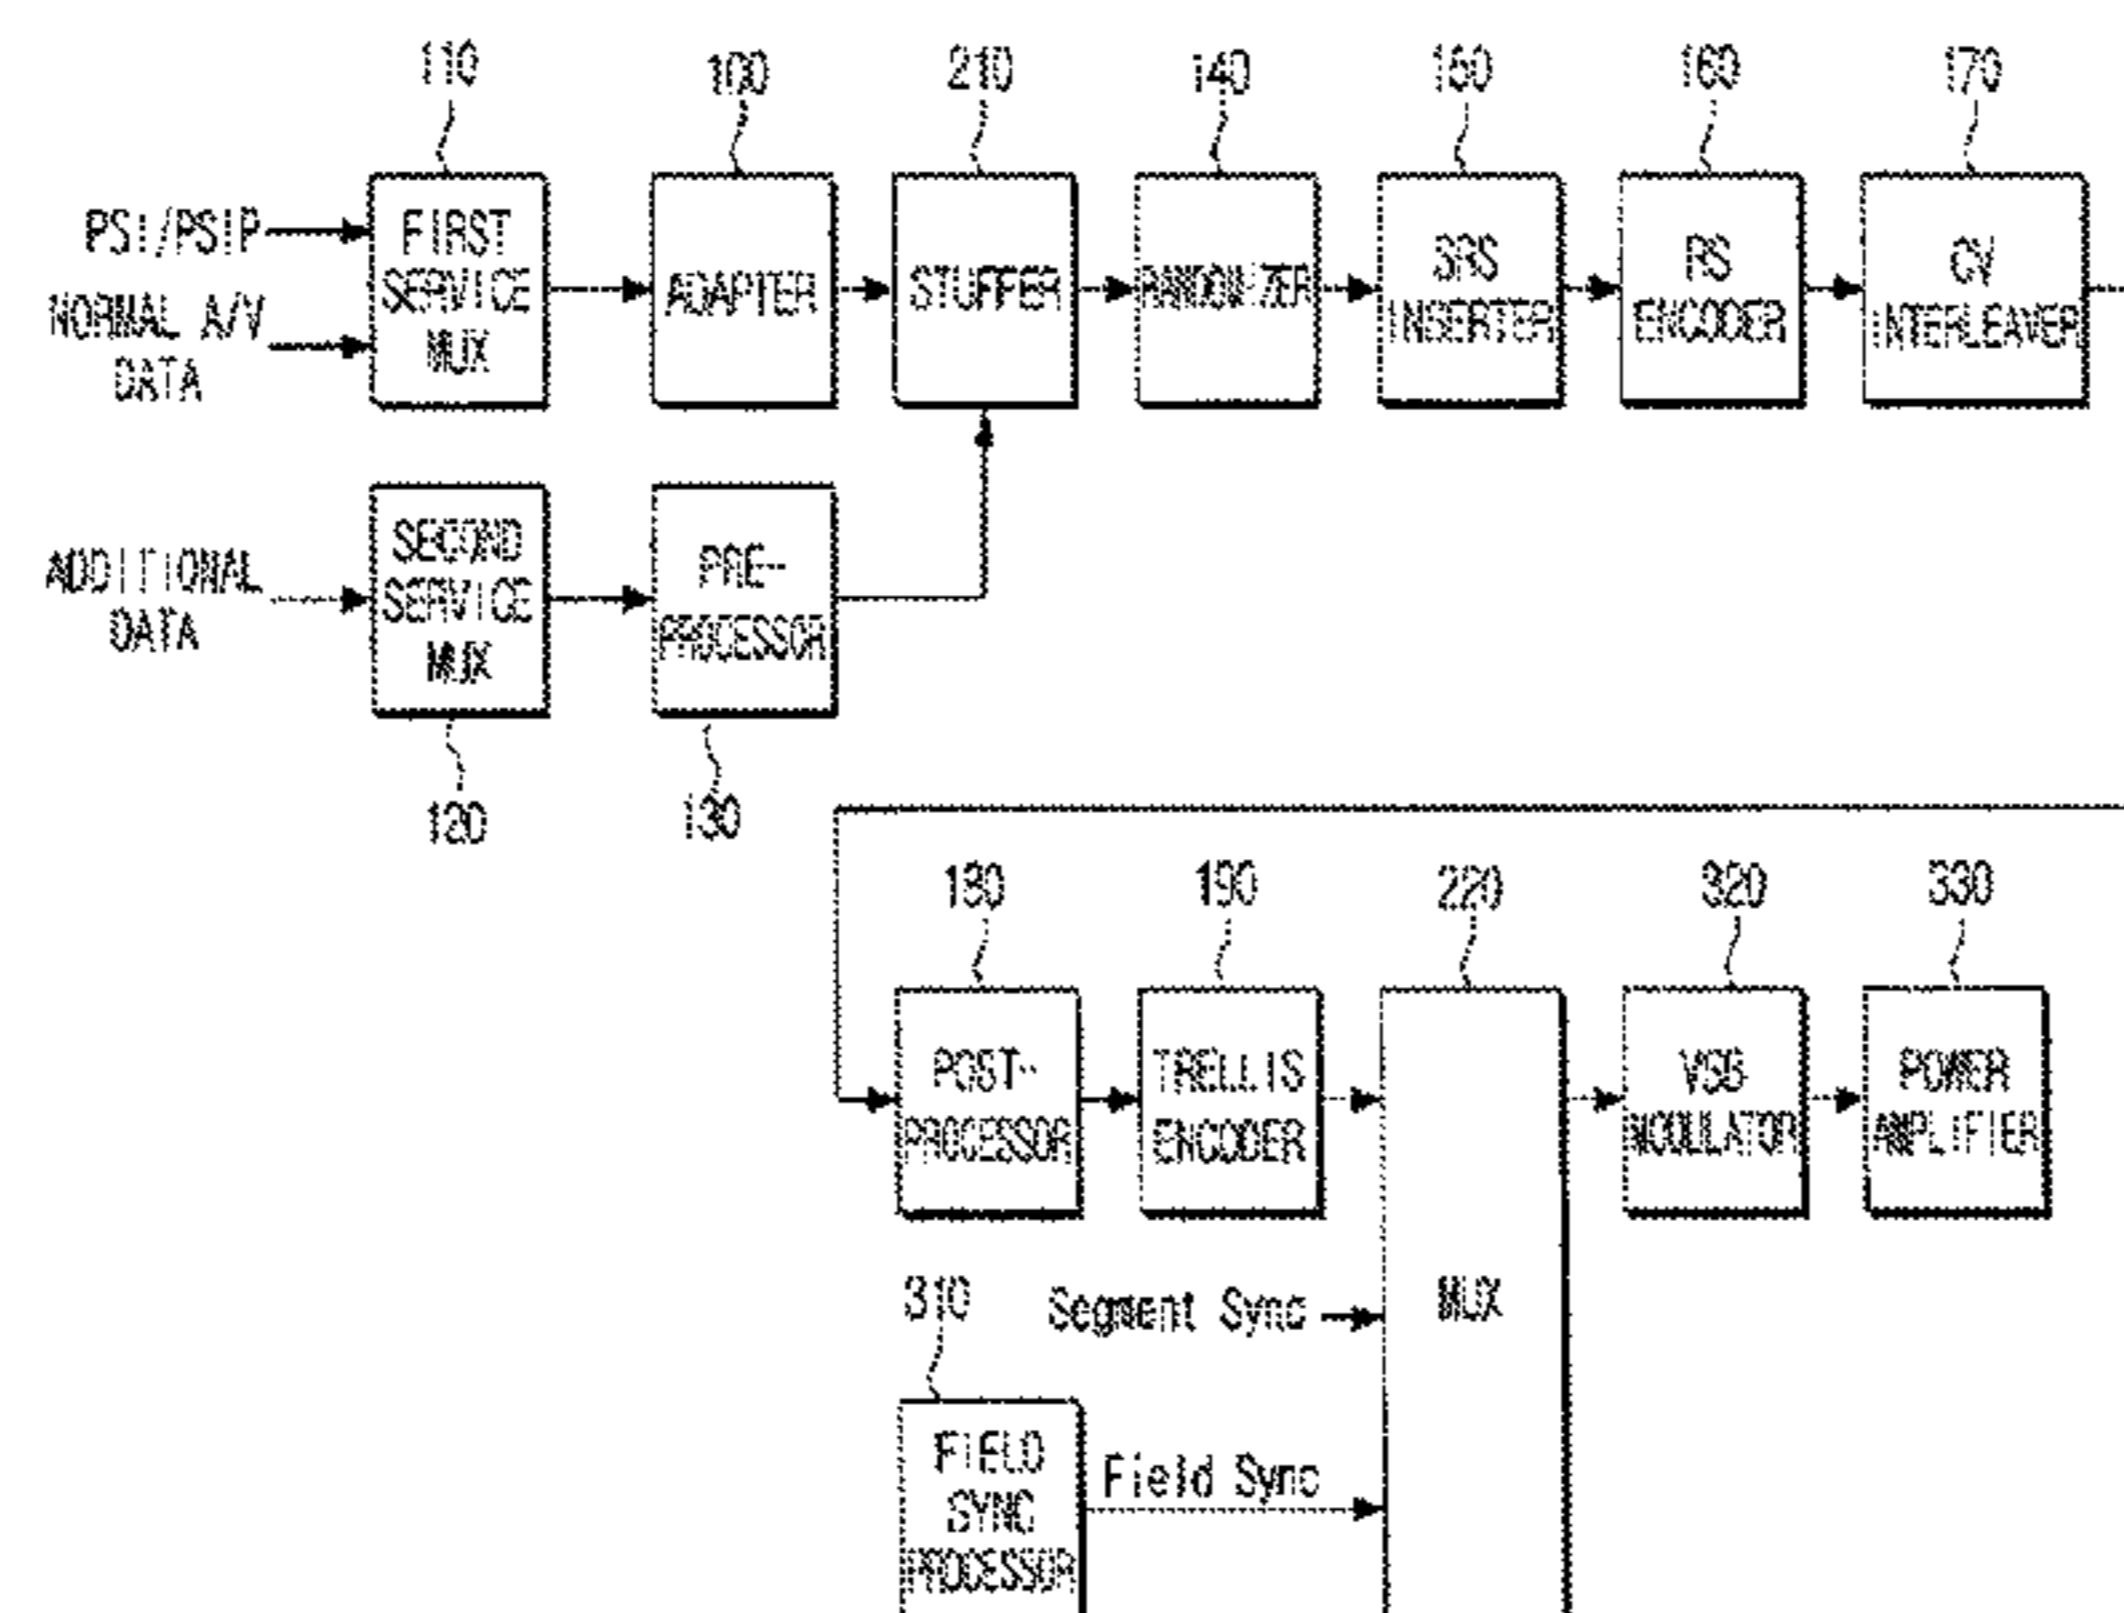 110
100
210
140
150
160
170
PSI/PSIP
NORMAL A/V
DATA
FIRST
SERVICE
MUX
ADAPTER
STUFFER
RANDOMIZER
SRS
INSERTER
RS
ENCODER
CV
INTERLEAVER
ADDITIONAL
DATA
SECOND
SERVICE
MUX
PRE-
PROCESSOR
120
130
180
190
220
320
330
POST-
PROCESSOR
TRELLIS
ENCODER
MUX
VSB
MODULATOR
POWER
AMPLIFIER
Segment Sync
310
FIELD
SYNC
PROCESSOR
Field Sync